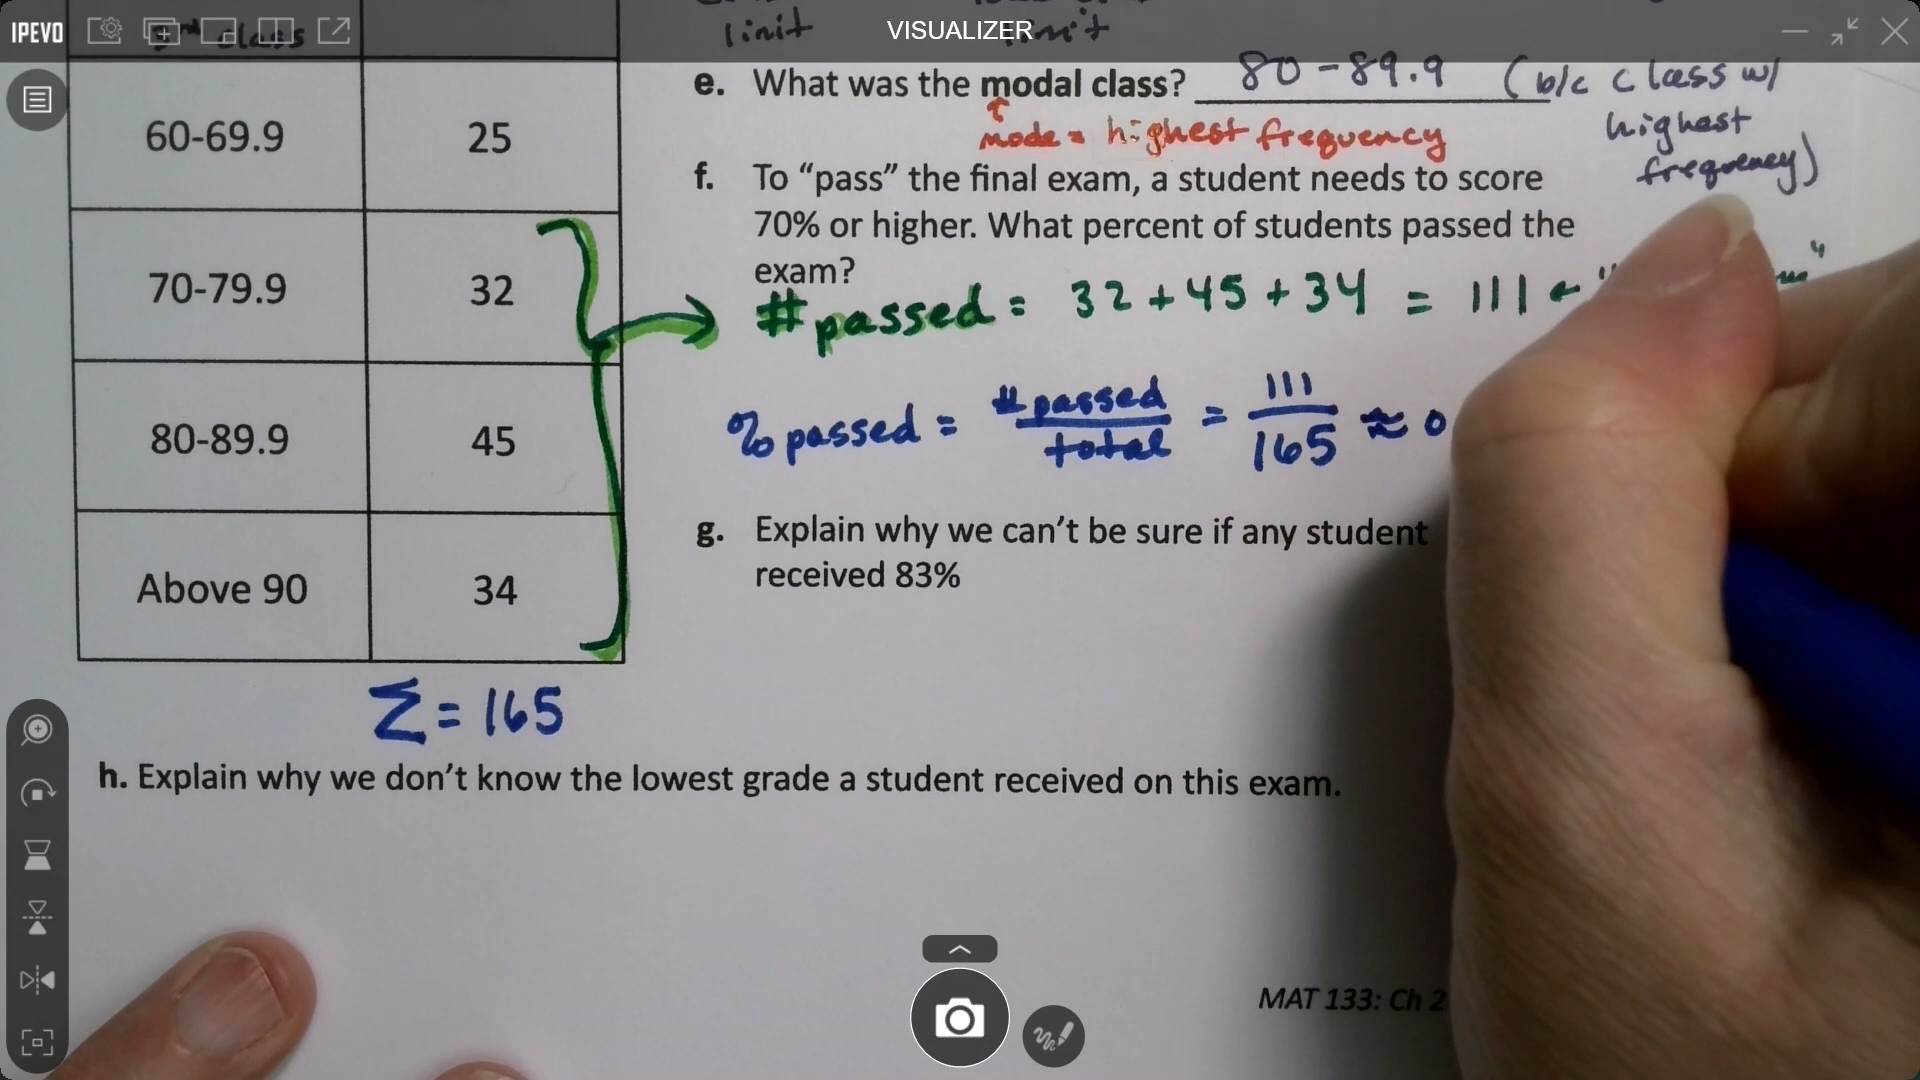 IPEVO
VISUALIZER
class
limit
limit
60-69.9 25
70-79.9 32
80-89.9 45
Above 90 34
Σ = 165
e. What was the modal class? 80-89.9 (b/c class w/
highest
frequency)
mode = highest frequency
f. To “pass” the final exam, a student needs to score
70% or higher. What percent of students passed the
exam?
# passed = 32 + 45 + 34 = 111 ←
% passed = # passed / total = 111 / 165 ≈ 0
g. Explain why we can’t be sure if any student
received 83%
h. Explain why we don’t know the lowest grade a student received on this exam.
MAT 133: Ch 2